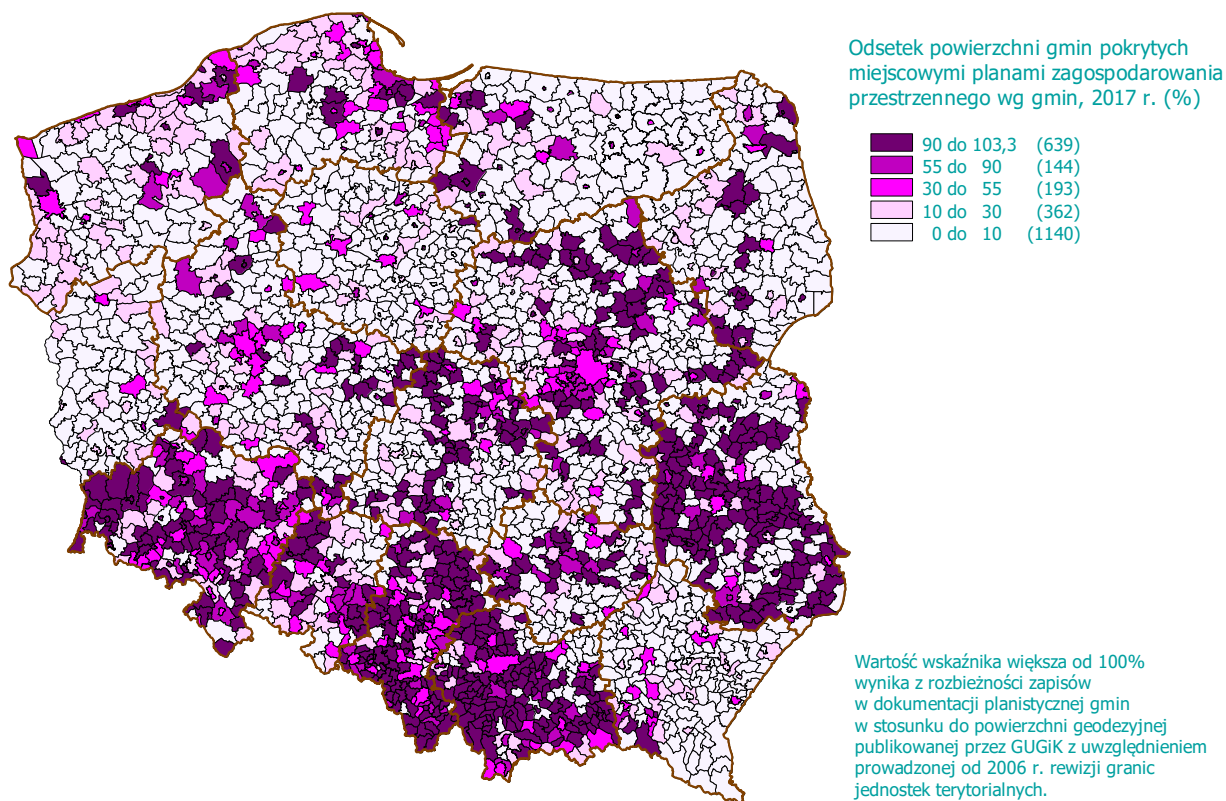 Odsetek powierzchni gmin pokrytych
miejscowymi planami zagospodarowania
przestrzennego wg gmin, 2017 r. (%)
90 do 103,3 (639)
55 do 90 (144)
30 do 55 (193)
10 do 30 (362)
0 do 10 (1140)
Wartość wskaźnika większa od 100%
wynika z rozbieżności zapisów
w dokumentacji planistycznej gmin
w stosunku do powierzchni geodezyjnej
publikowanej przez GUGiK z uwzględnieniem
prowadzonej od 2006 r. rewizji granic
jednostek terytorialnych.